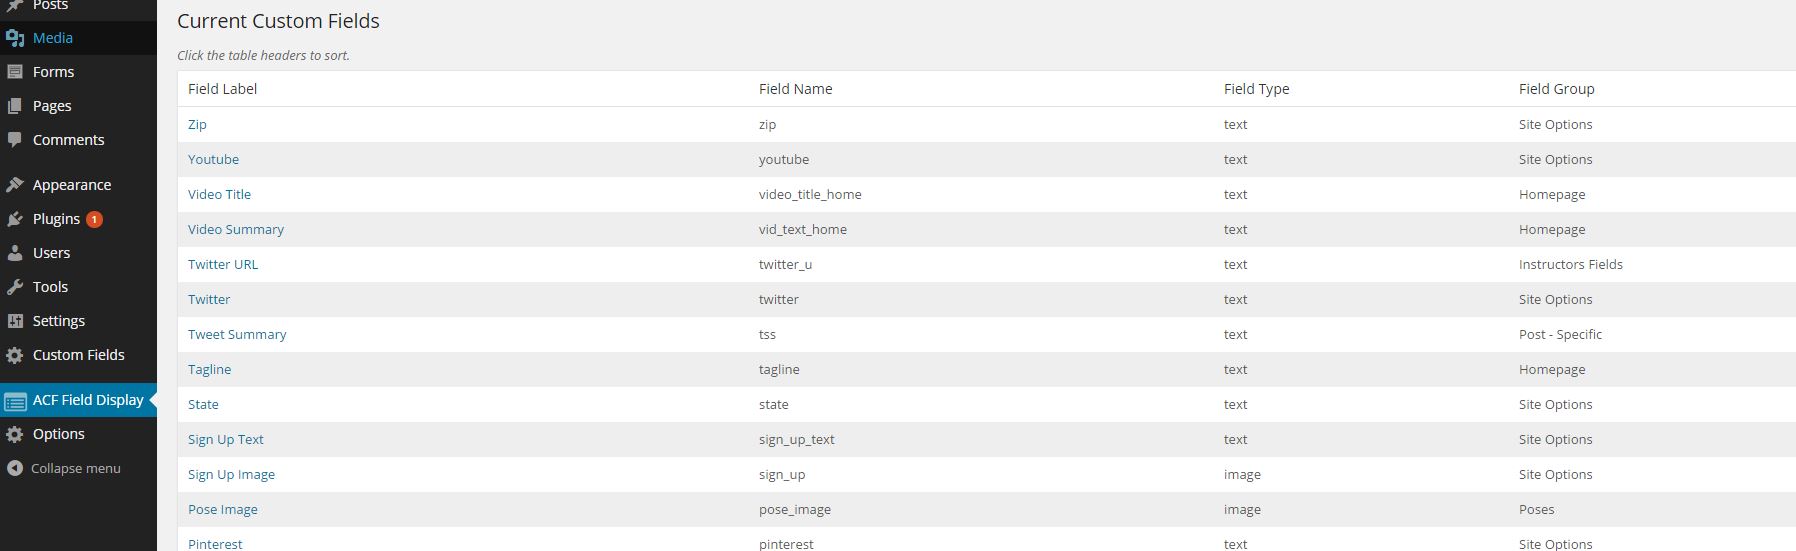 Posts
Media
Forms
Pages
Comments
Appearance
Plugins 1
Users
Tools
Settings
Custom Fields
ACF Field Display
Options
Collapse menu
Current Custom Fields
Click the table headers to sort.
Field Label Field Name Field Type Field Group
Zip zip text Site Options
Youtube youtube text Site Options
Video Title video_title_home text Homepage
Video Summary vid_text_home text Homepage
Twitter URL twitter_u text Instructors Fields
Twitter twitter text Site Options
Tweet Summary tss text Post - Specific
Tagline tagline text Homepage
State state text Site Options
Sign Up Text sign_up_text text Site Options
Sign Up Image sign_up image Site Options
Pose Image pose_image image Poses
Pinterest pinterest text Site Options